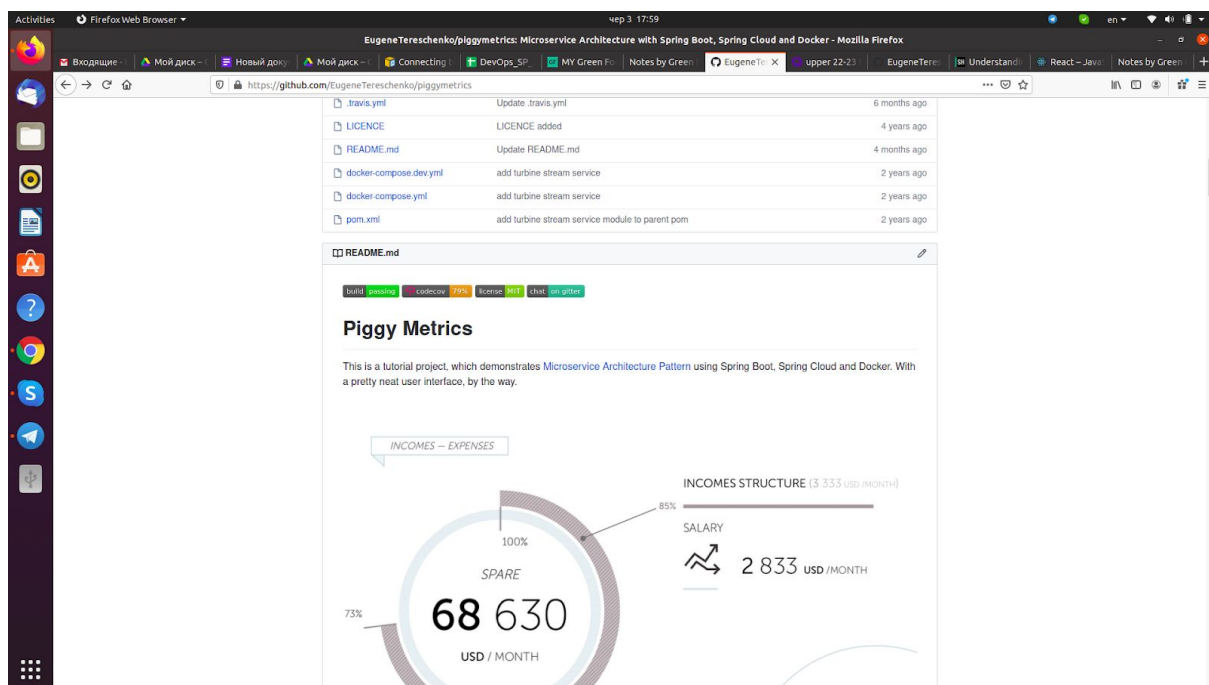 Activities Firefox Web Browser чер 3 17:59 en
EugeneTereschenko/piggymetrics: Microservice Architecture with Spring Boot, Spring Cloud and Docker - Mozilla Firefox
Входящие Мой диск – Новый доку Мой диск – Connecting DevOps_SP_ MY Green Fo Notes by Green EugeneTer upper 22-23 EugeneTeres Understandi React – Java Notes by Green
https://github.com/EugeneTereschenko/piggymetrics
.travis.yml Update .travis.yml 6 months ago
LICENCE LICENCE added 4 years ago
README.md Update README.md 4 months ago
docker-compose.dev.yml add turbine stream service 2 years ago
docker-compose.yml add turbine stream service 2 years ago
pom.xml add turbine stream service module to parent pom 2 years ago
README.md
build passing codecov 79% license MIT chat on gitter
Piggy Metrics
This is a tutorial project, which demonstrates Microservice Architecture Pattern using Spring Boot, Spring Cloud and Docker. With
a pretty neat user interface, by the way.
INCOMES – EXPENSES
INCOMES STRUCTURE (3 333 USD /MONTH)
85%
SALARY
100%
2 833 USD /MONTH
SPARE
73%
68 630
USD / MONTH